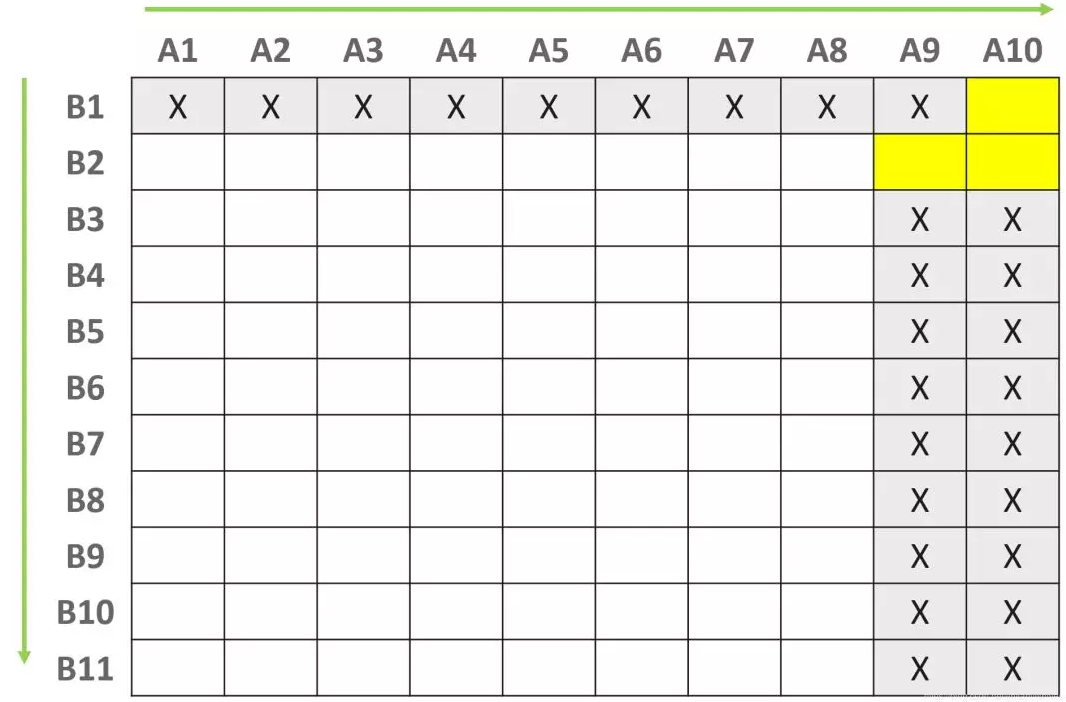 A1 A2 A3 A4 A5 A6 A7 A8 A9 A10
B1 X X X X X X X X X
B2
B3 X X
B4 X X
B5 X X
B6 X X
B7 X X
B8 X X
B9 X X
B10 X X
B11 X X